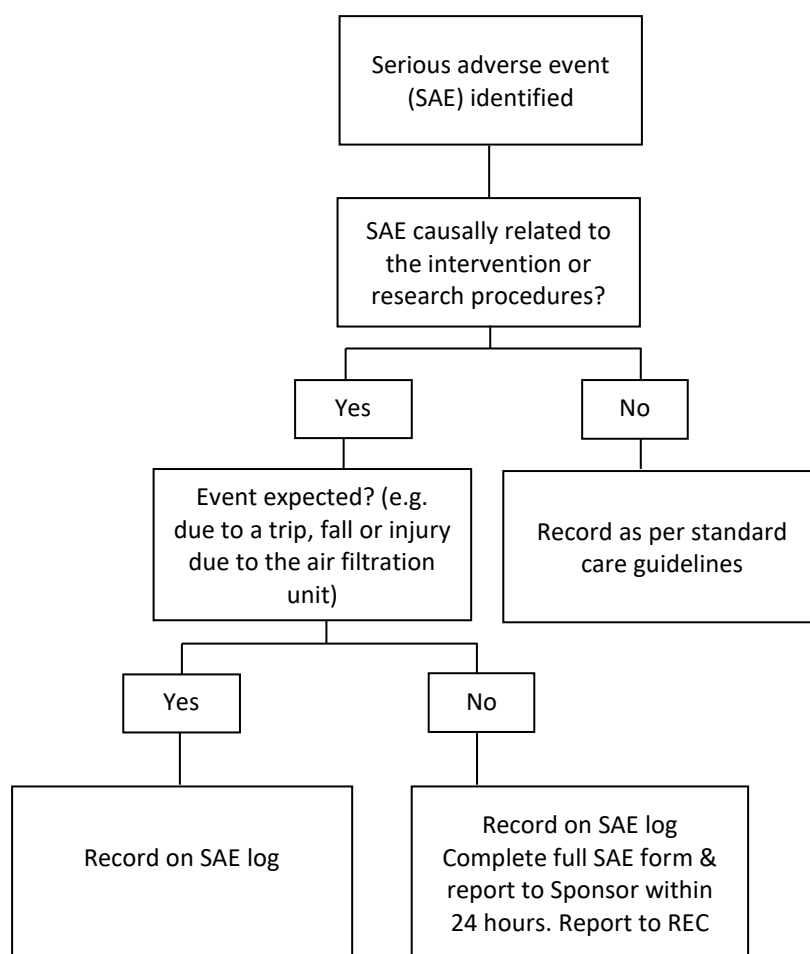 Serious adverse event
(SAE) identified
SAE causally related to
the intervention or
research procedures?
Yes
No
Event expected? (e.g.
due to a trip, fall or injury
due to the air filtration
unit)
Record as per standard
care guidelines
Yes
No
Record on SAE log
Record on SAE log
Complete full SAE form &
report to Sponsor within
24 hours. Report to REC